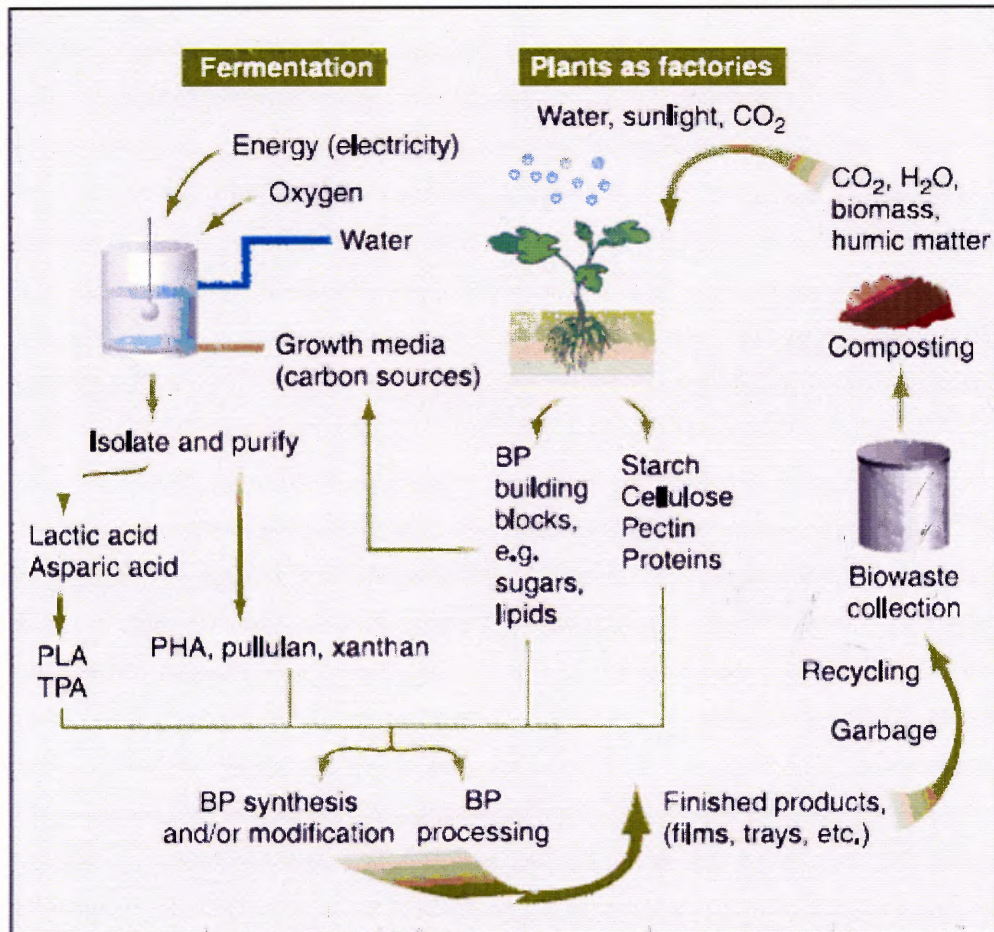 Fermentation
Energy (electricity)
Oxygen
Water
Growth media
(carbon sources)
Isolate and purify
Lactic acid
Asparic acid
PLA
TPA
PHA, pullulan, xanthan
Plants as factories
Water, sunlight, CO₂
BP
building
blocks,
e.g.
sugars,
lipids
Starch
Cellulose
Pectin
Proteins
BP synthesis
and/or modification
BP
processing
Finished products,
(films, trays, etc.)
Garbage
Recycling
Biowaste
collection
Composting
CO₂, H₂O,
biomass,
humic matter